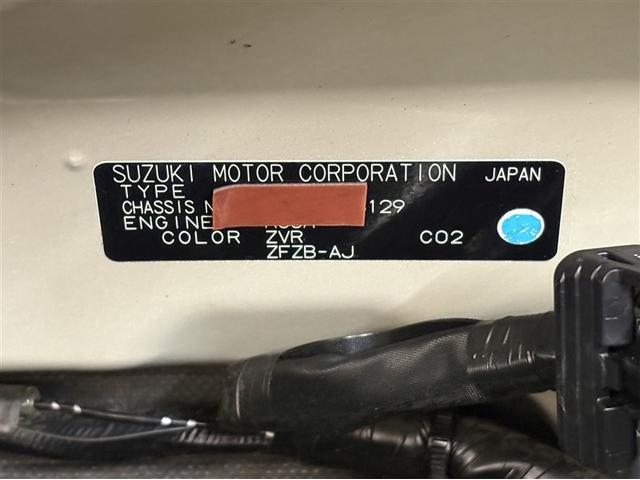 SUZUKI MOTOR CORPORATION JAPAN
TYPE
CHASSIS N 129
ENGINE
COLOR ZVR C02
ZFZB-AJ